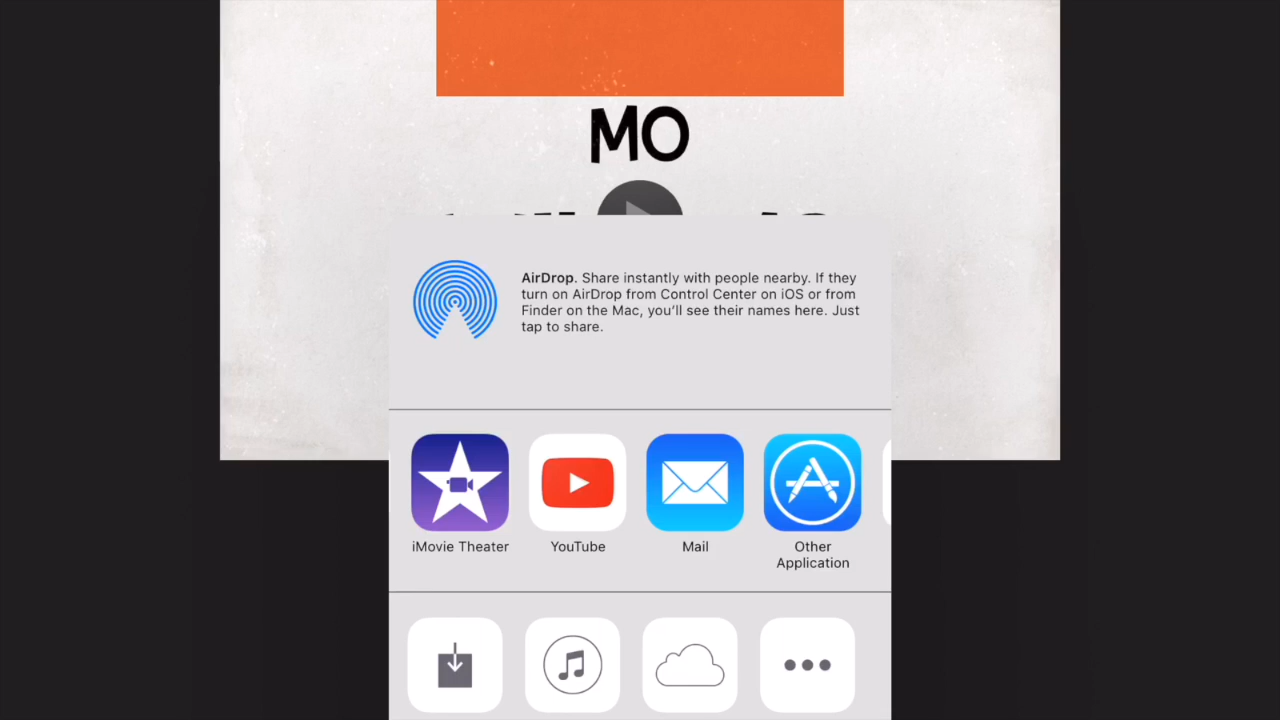 MO
AirDrop. Share instantly with people nearby. If they
turn on AirDrop from Control Center on iOS or from
Finder on the Mac, you’ll see their names here. Just
tap to share.
iMovie Theater
YouTube
Mail
Other
Application